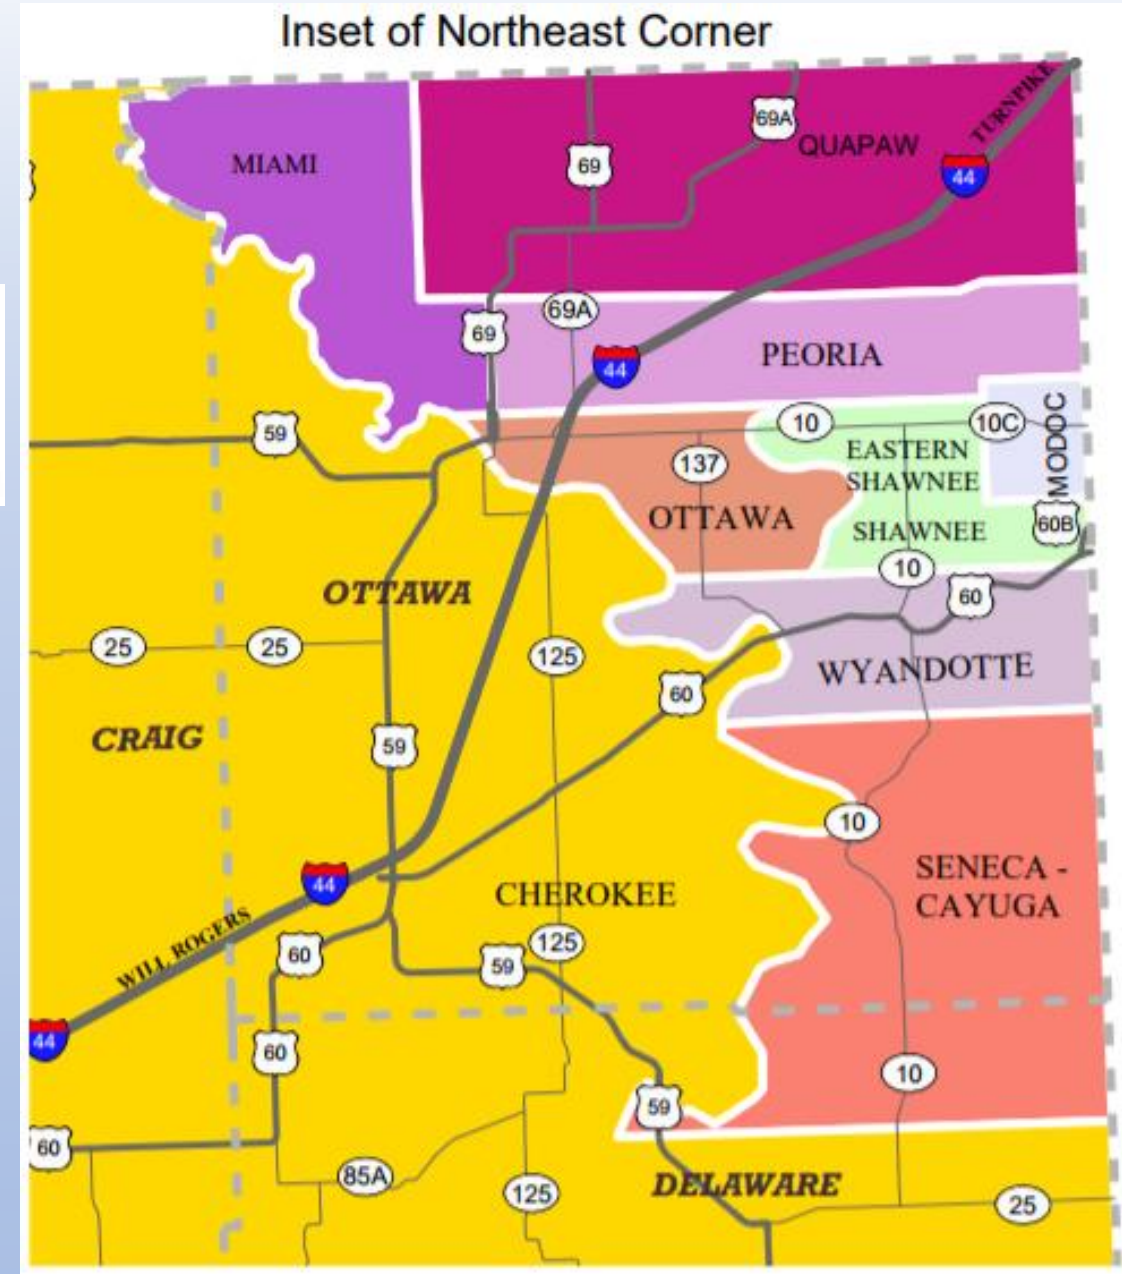 Inset of Northeast Corner
TURNPIKE
69A
QUAPAW
MIAMI
69
44
69A
69
PEORIA
44
59
10
10C
MODOC
EASTERN
SHAWNEE
137
OTTAWA
SHAWNEE
60B
10
OTTAWA
60
25
25
125
WYANDOTTE
60
CRAIG
59
10
44
SENECA -
CAYUGA
CHEROKEE
WILL ROGERS
60
125
59
44
60
10
59
60
85A
125
DELAWARE
25